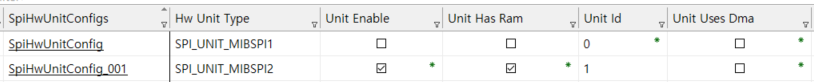 SpiHwUnitConfigs Hw Unit Type Unit Enable Unit Has Ram Unit Id Unit Uses Dma
SpiHwUnitConfig SPI_UNIT_MIBSPI1 0 *
SpiHwUnitConfig_001 SPI_UNIT_MIBSPI2 * * 1 *